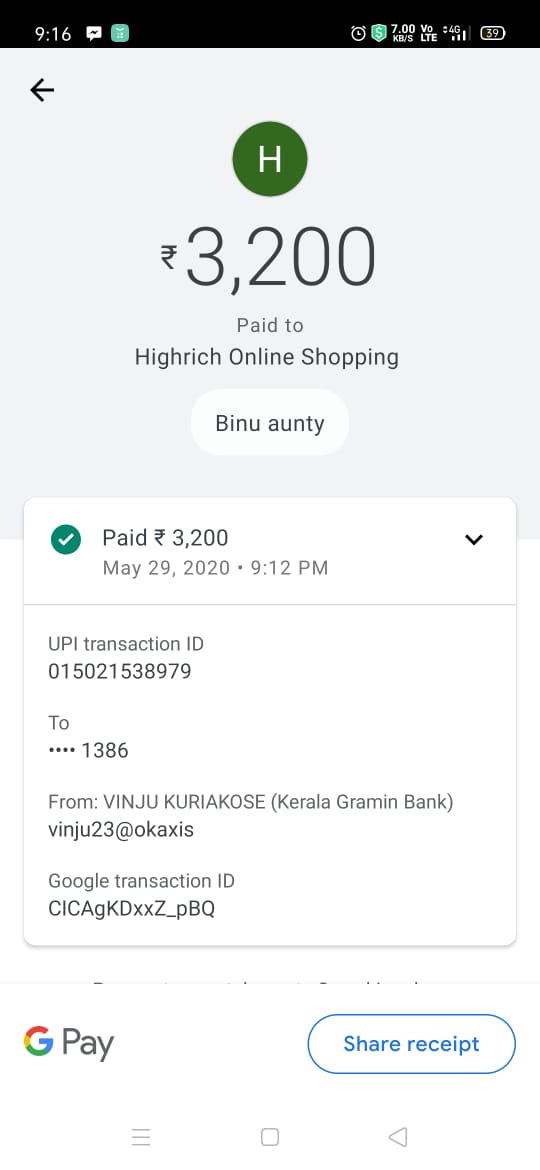 9:16
7.00 KB/S Vo LTE 4G 39
H
₹3,200
Paid to
Highrich Online Shopping
Binu aunty
Paid ₹ 3,200
May 29, 2020 • 9:12 PM
UPI transaction ID
015021538979
To
•••• 1386
From: VINJU KURIAKOSE (Kerala Gramin Bank)
vinju23@okaxis
Google transaction ID
CICAgKDxxZ_pBQ
G Pay
Share receipt